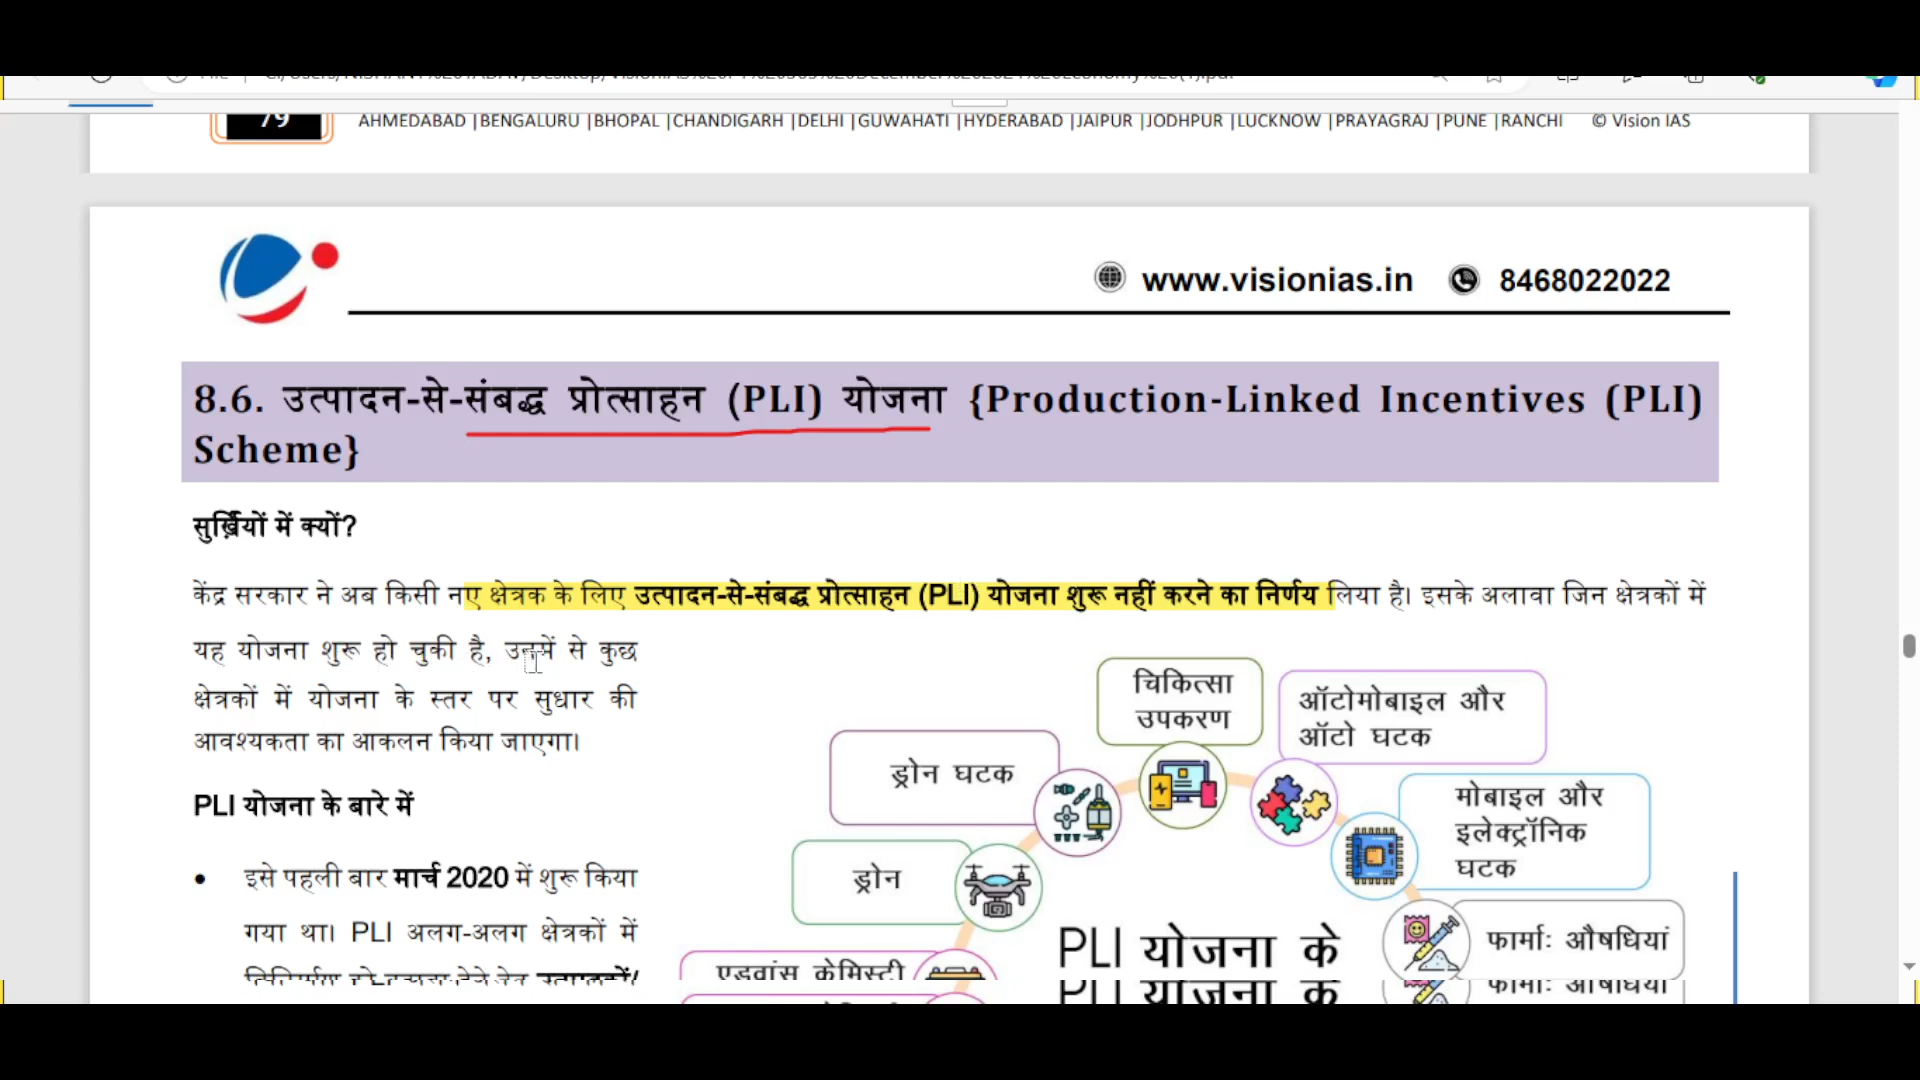 79 AHMEDABAD |BENGALURU |BHOPAL |CHANDIGARH |DELHI |GUWAHATI |HYDERABAD |JAIPUR |JODHPUR |LUCKNOW |PRAYAGRAJ |PUNE |RANCHI © Vision IAS
www.visionias.in 8468022022
8.6. उत्पादन-से-संबद्ध प्रोत्साहन (PLI) योजना {Production-Linked Incentives (PLI)
Scheme}
सुर्ख़ियों में क्यों?
केंद्र सरकार ने अब किसी नए क्षेत्रक के लिए उत्पादन-से-संबद्ध प्रोत्साहन (PLI) योजना शुरू नहीं करने का निर्णय लिया है। इसके अलावा जिन क्षेत्रकों में
यह योजना शुरू हो चुकी है, उनमें से कुछ
क्षेत्रकों में योजना के स्तर पर सुधार की
आवश्यकता का आकलन किया जाएगा।
PLI योजना के बारे में
• इसे पहली बार मार्च 2020 में शुरू किया
गया था। PLI अलग-अलग क्षेत्रकों में
चिकित्सा
उपकरण
ऑटोमोबाइल और
ऑटो घटक
ड्रोन घटक
मोबाइल और
इलेक्ट्रॉनिक
घटक
ड्रोन
फार्माः औषधियां
एडवांस केमिस्ट्री
PLI योजना के